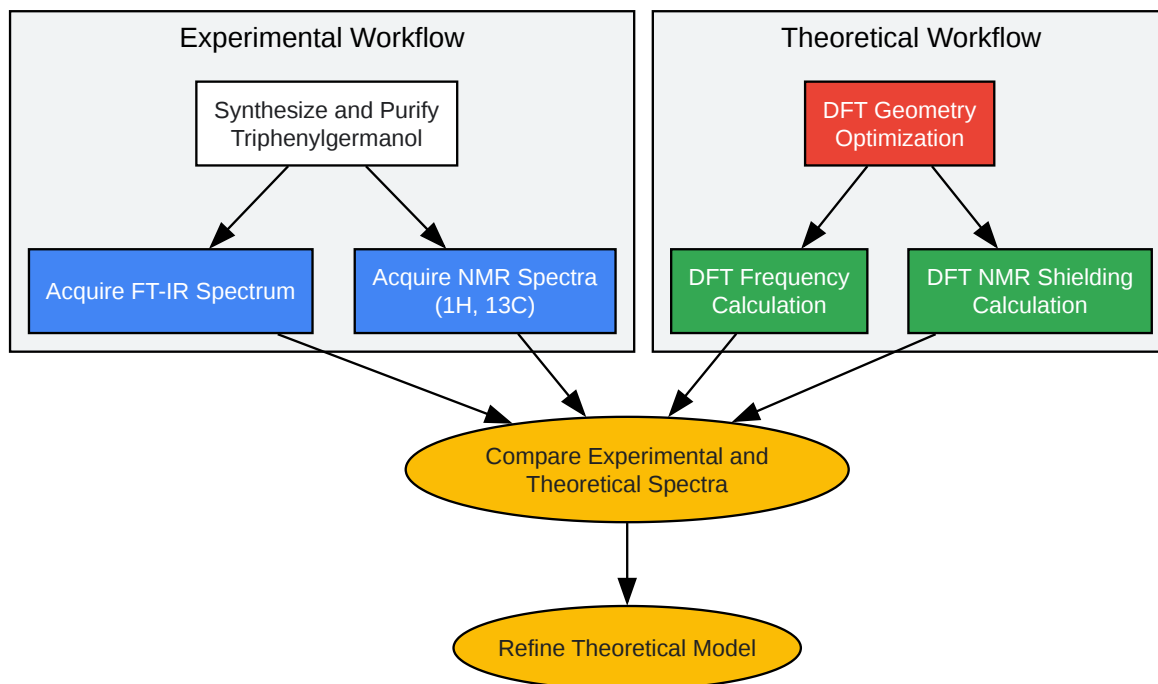 Experimental Workflow
Theoretical Workflow
Synthesize and Purify
Triphenylgermanol
DFT Geometry
Optimization
Acquire FT-IR Spectrum
Acquire NMR Spectra
(1H, 13C)
DFT Frequency
Calculation
DFT NMR Shielding
Calculation
Compare Experimental and
Theoretical Spectra
Refine Theoretical Model